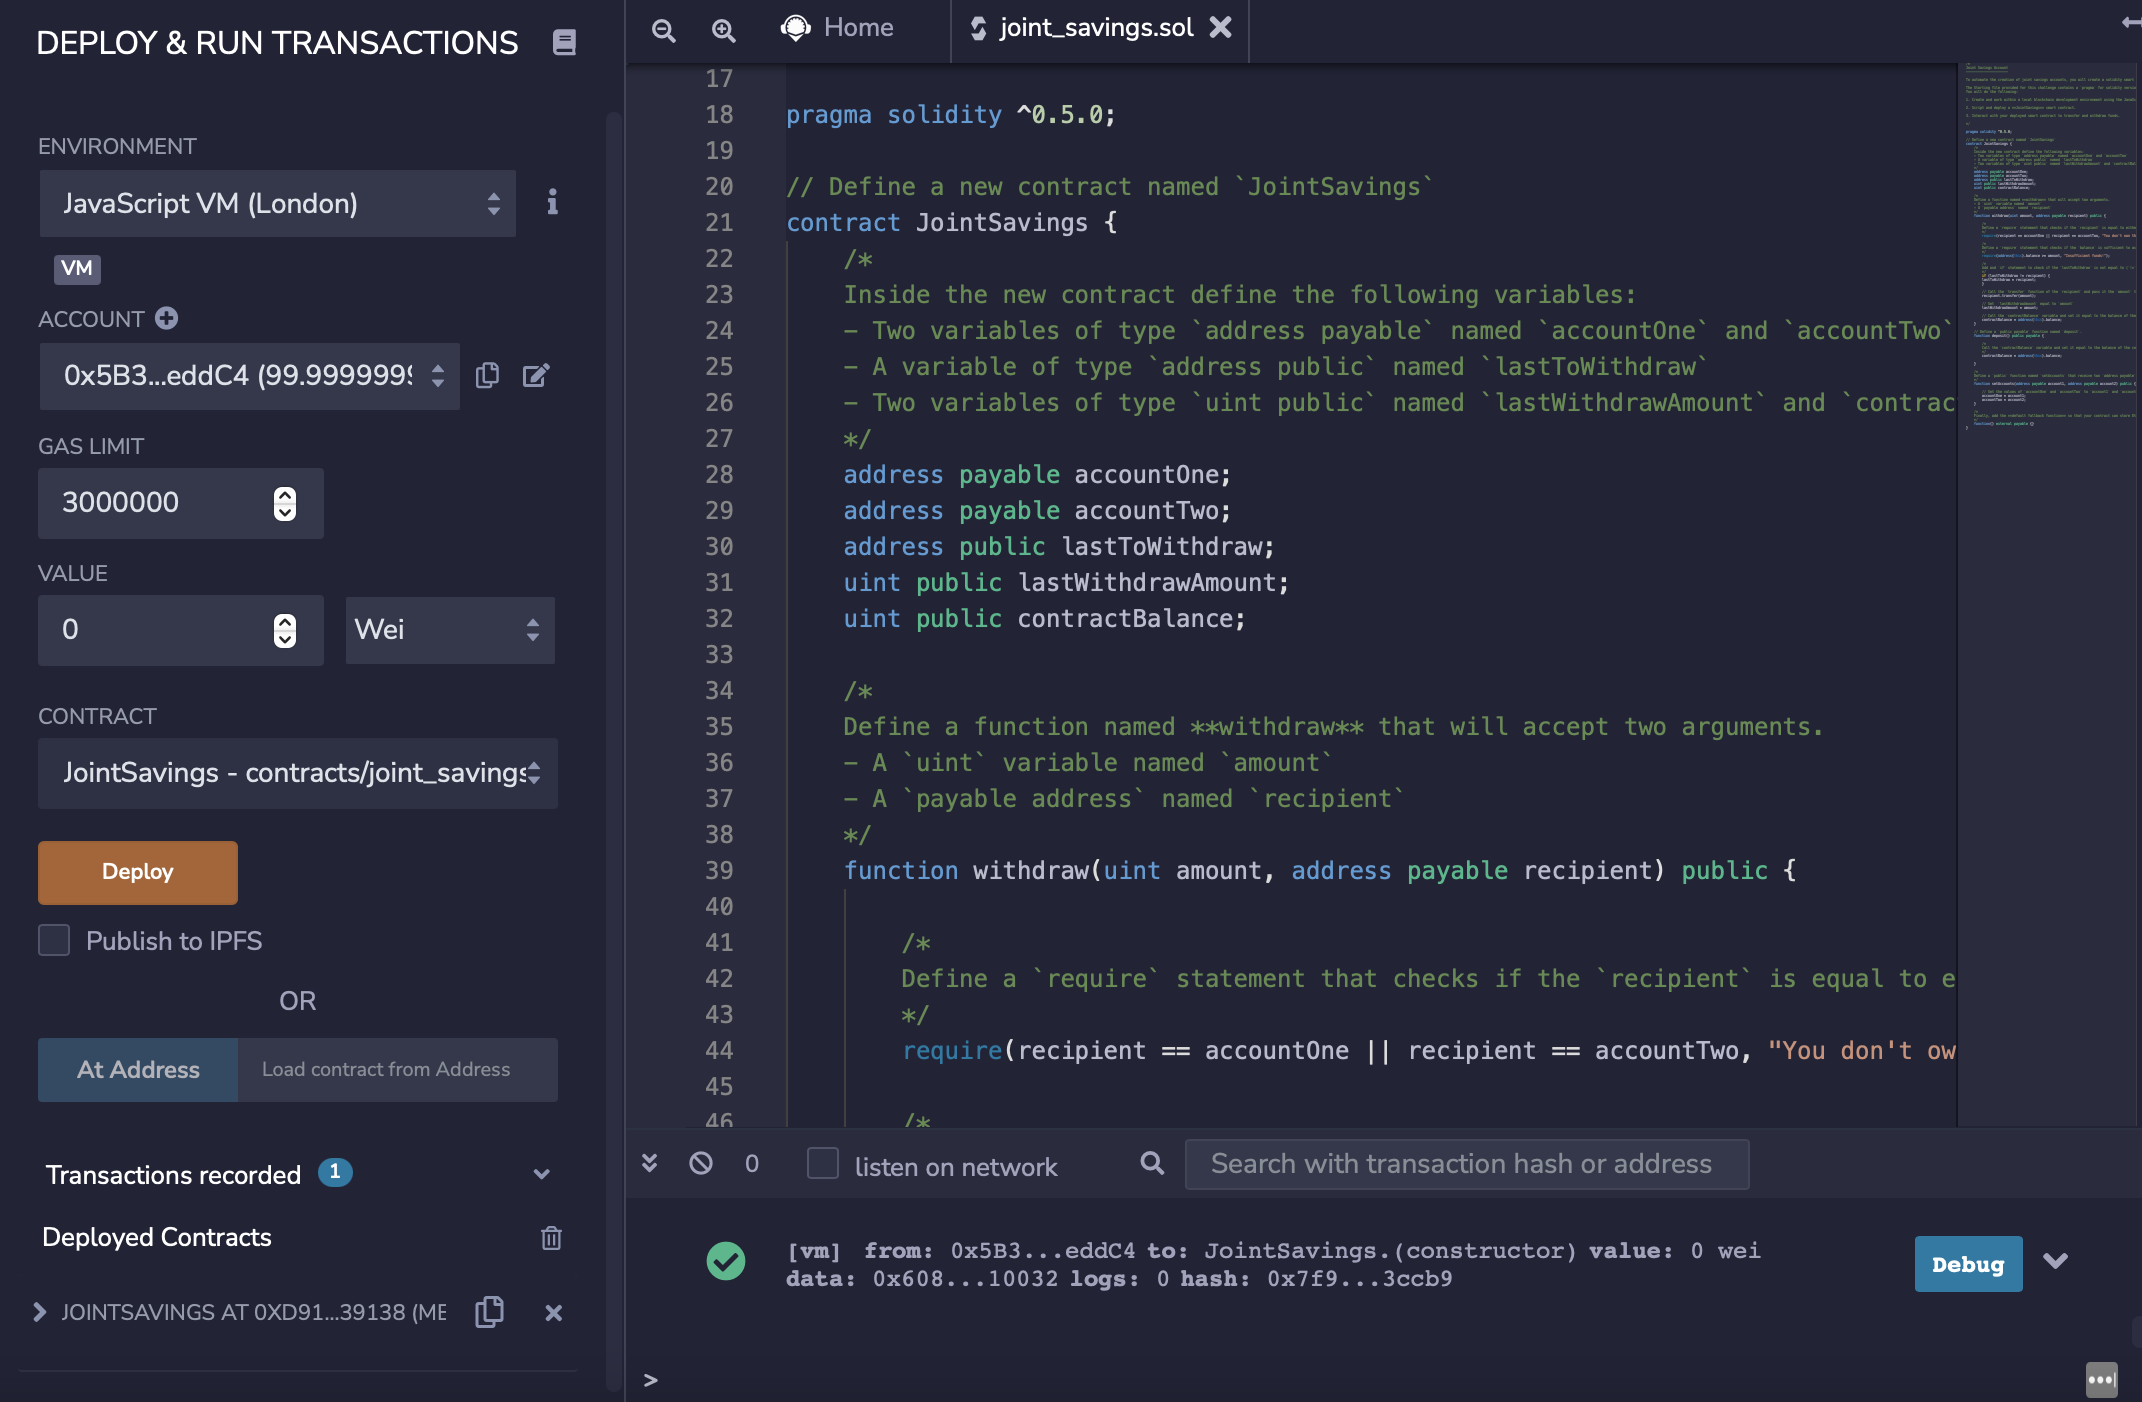 DEPLOY & RUN TRANSACTIONS
ENVIRONMENT
JavaScript VM (London)
VM
ACCOUNT
0x5B3...eddC4 (99.9999999
GAS LIMIT
3000000
VALUE
0
Wei
CONTRACT
JointSavings - contracts/joint_savings
Deploy
Publish to IPFS
OR
At Address
Load contract from Address
Transactions recorded 1
Deployed Contracts
JOINTSAVINGS AT 0XD91...39138 (ME
Home
joint_savings.sol
17
18 pragma solidity ^0.5.0;
19
20 // Define a new contract named `JointSavings`
21 contract JointSavings {
22 /*
23 Inside the new contract define the following variables:
24 - Two variables of type `address payable` named `accountOne` and `accountTwo`
25 - A variable of type `address public` named `lastToWithdraw`
26 - Two variables of type `uint public` named `lastWithdrawAmount` and `contrac
27 */
28 address payable accountOne;
29 address payable accountTwo;
30 address public lastToWithdraw;
31 uint public lastWithdrawAmount;
32 uint public contractBalance;
33
34 /*
35 Define a function named **withdraw** that will accept two arguments.
36 - A `uint` variable named `amount`
37 - A `payable address` named `recipient`
38 */
39 function withdraw(uint amount, address payable recipient) public {
40
41 /*
42 Define a `require` statement that checks if the `recipient` is equal to e
43 */
44 require(recipient == accountOne || recipient == accountTwo, "You don't ow
45
46 /*
0
listen on network
Search with transaction hash or address
[vm] from: 0x5B3...eddC4 to: JointSavings.(constructor) value: 0 wei
data: 0x608...10032 logs: 0 hash: 0x7f9...3ccb9
Debug
>